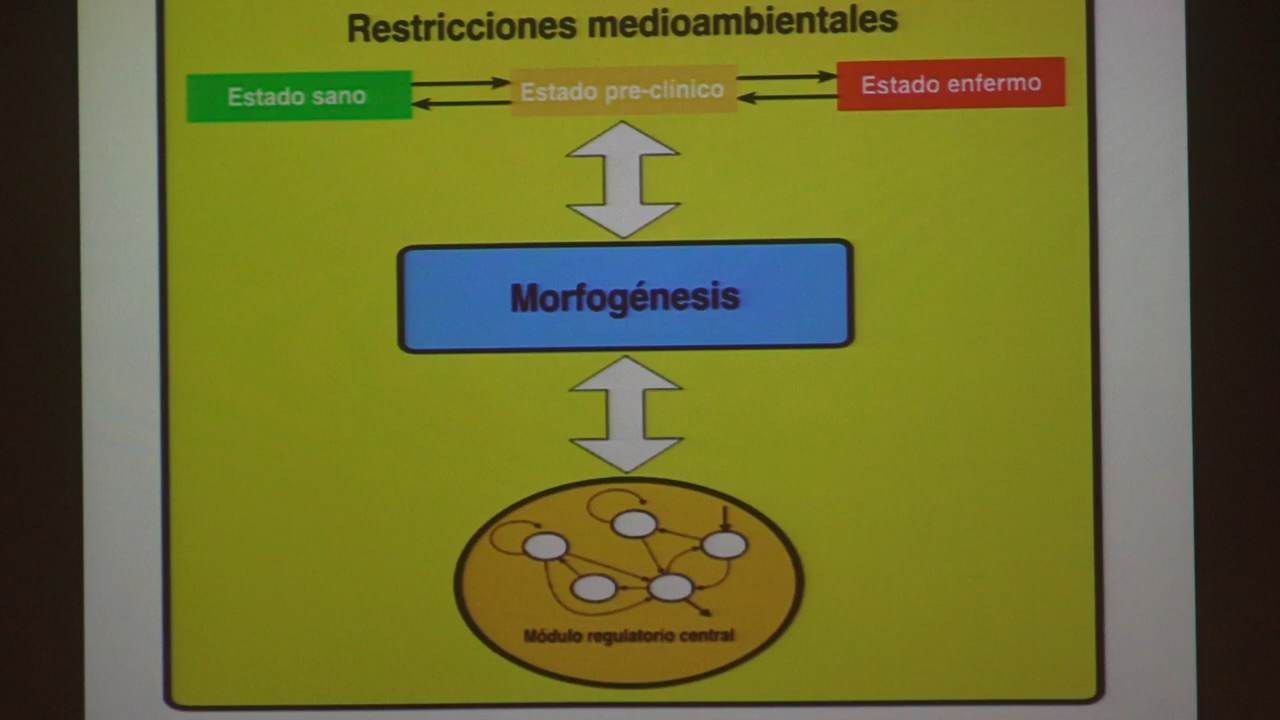 Restricciones medioambientales
Estado sano
Estado pre-clínico
Estado enfermo
Morfogénesis
Módulo regulatorio central